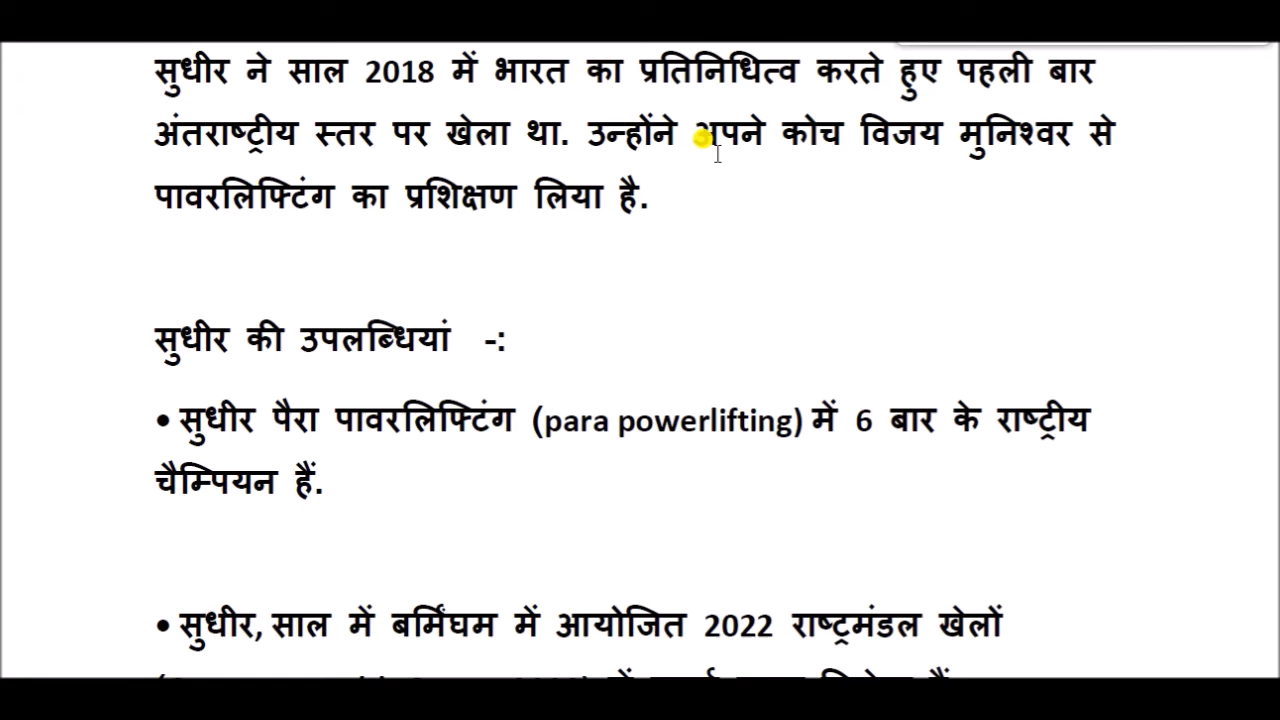 सुधीर ने साल 2018 में भारत का प्रतिनिधित्व करते हुए पहली बार
अंतराष्ट्रीय स्तर पर खेला था. उन्होंने अपने कोच विजय मुनिश्वर से
पावरलिफ्टिंग का प्रशिक्षण लिया है.
सुधीर की उपलब्धियां -:
• सुधीर पैरा पावरलिफ्टिंग (para powerlifting) में 6 बार के राष्ट्रीय
चैम्पियन हैं.
• सुधीर, साल में बर्मिंघम में आयोजित 2022 राष्ट्रमंडल खेलों